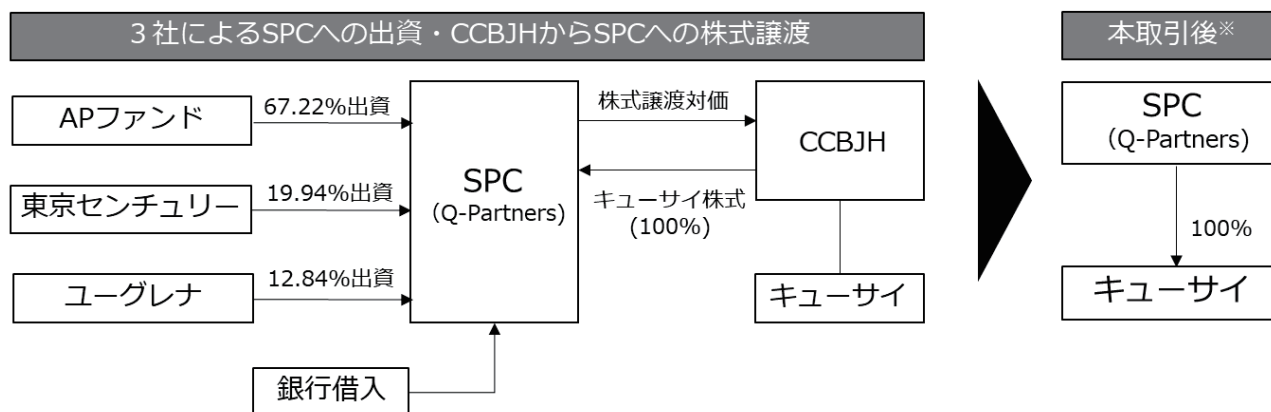 ３社によるSPCへの出資・CCBJHからSPCへの株式譲渡
本取引後※
APファンド
67.22%出資
東京センチュリー
19.94%出資
ユーグレナ
12.84%出資
銀行借入
SPC
（Q-Partners）
株式譲渡対価
キューサイ株式
(100%)
CCBJH
キューサイ
SPC
（Q-Partners）
100%
キューサイ